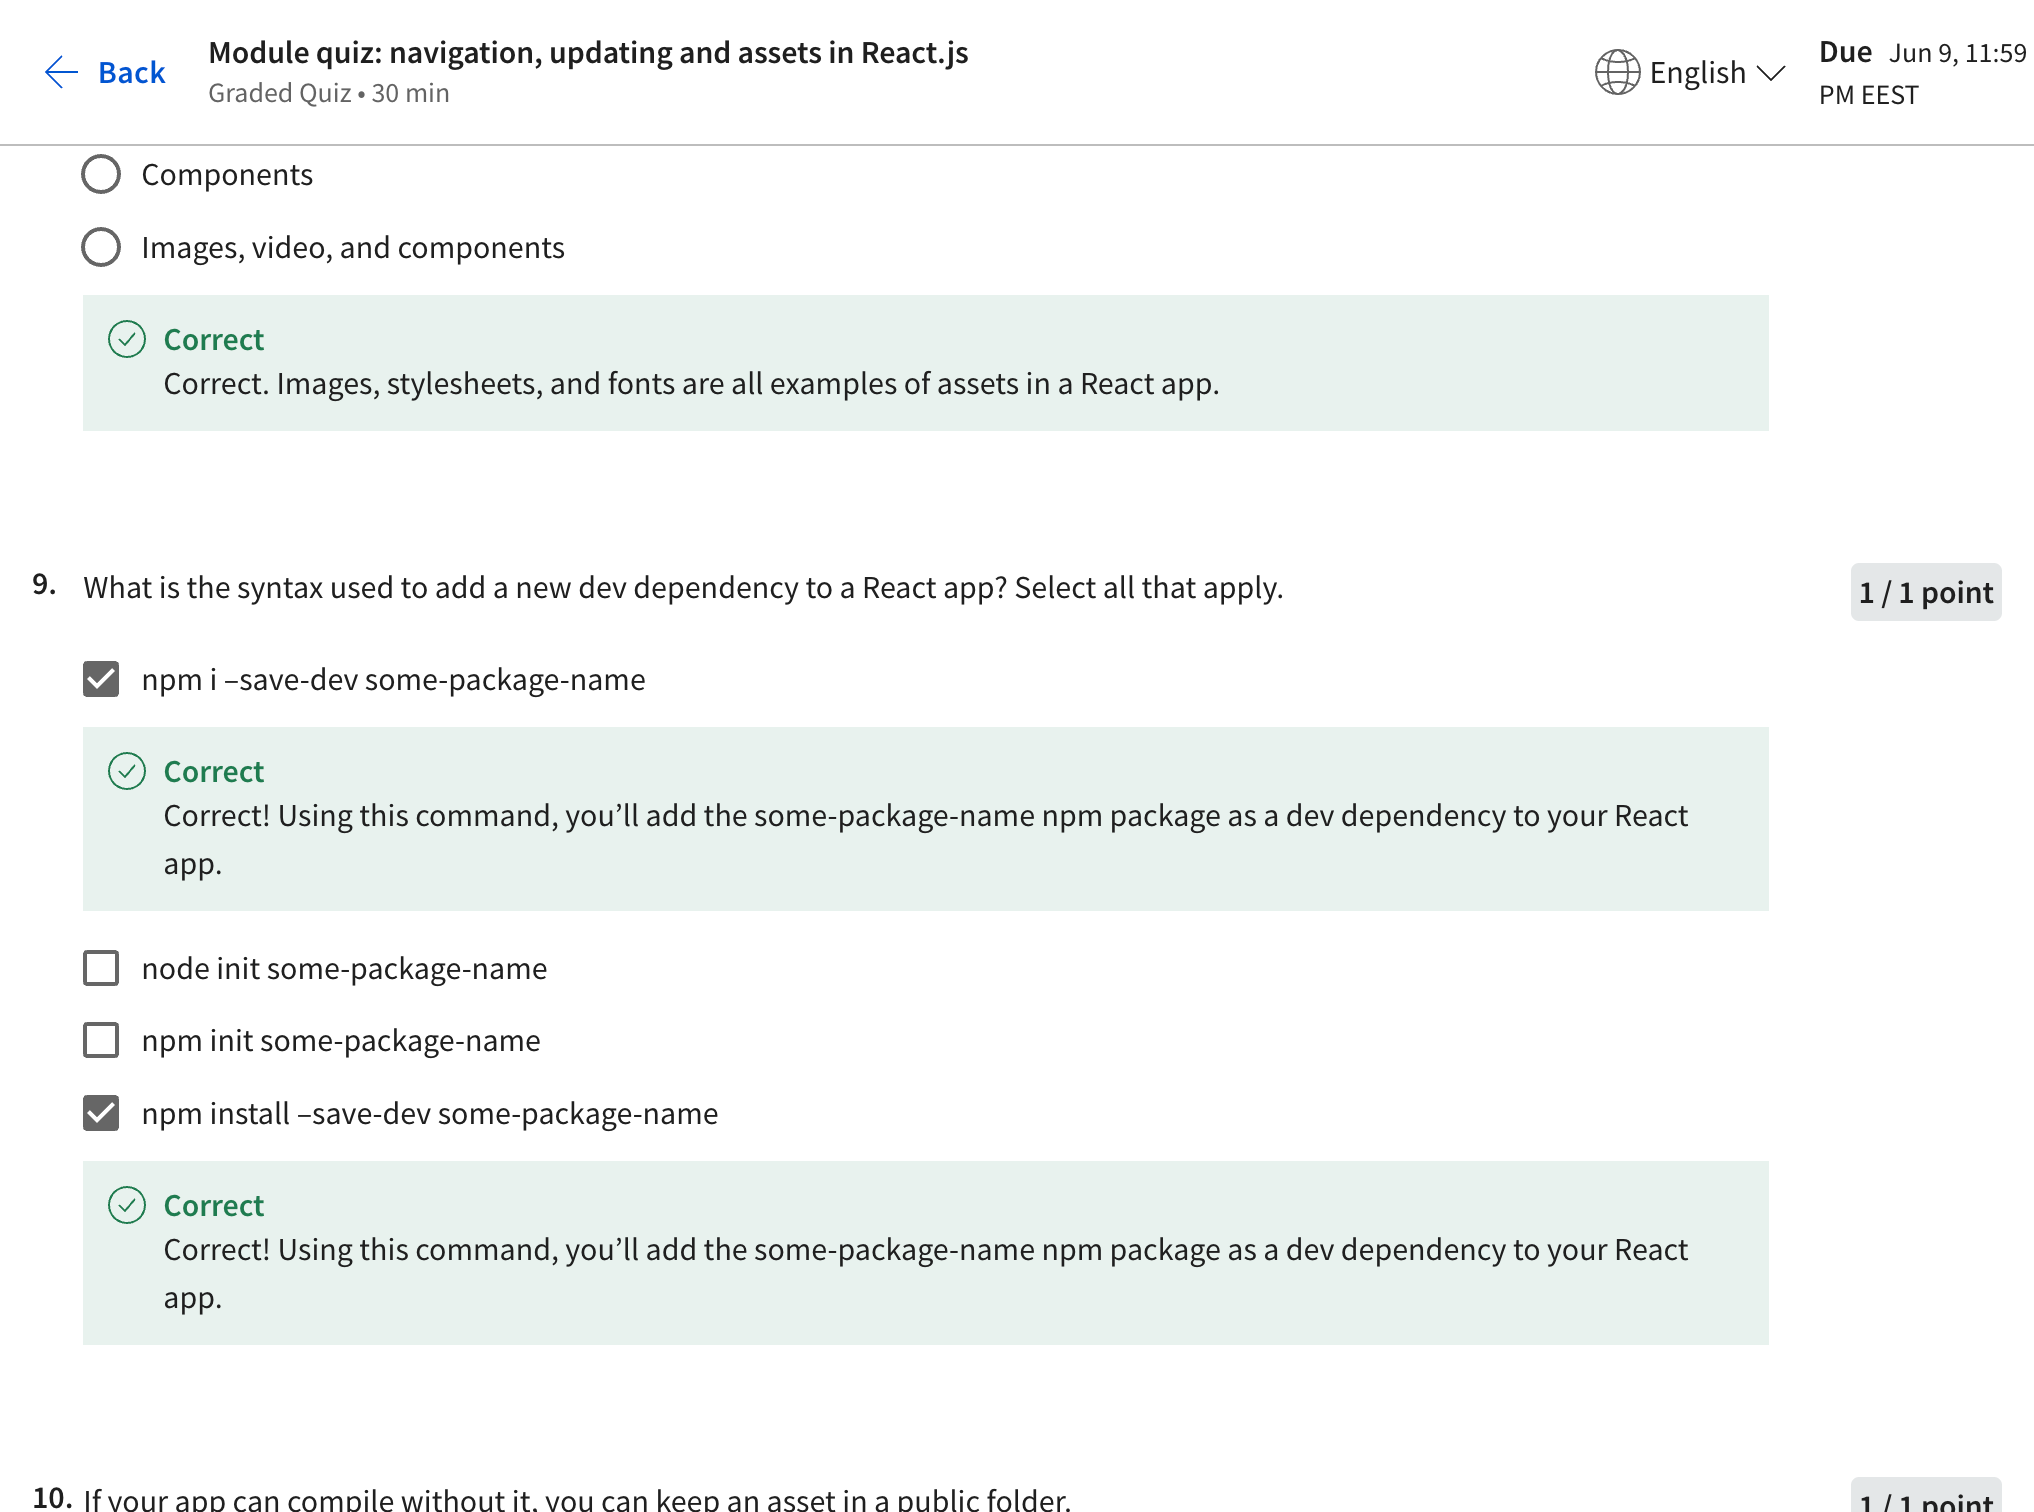 Back
Module quiz: navigation, updating and assets in React.js
Graded Quiz • 30 min
English
Due Jun 9, 11:59
PM EEST
Components
Images, video, and components
Correct
Correct. Images, stylesheets, and fonts are all examples of assets in a React app.
9. What is the syntax used to add a new dev dependency to a React app? Select all that apply.
1 / 1 point
npm i –save-dev some-package-name
Correct
Correct! Using this command, you’ll add the some-package-name npm package as a dev dependency to your React
app.
node init some-package-name
npm init some-package-name
npm install –save-dev some-package-name
Correct
Correct! Using this command, you’ll add the some-package-name npm package as a dev dependency to your React
app.
10. If your app can compile without it, you can keep an asset in a public folder.
1 / 1 point